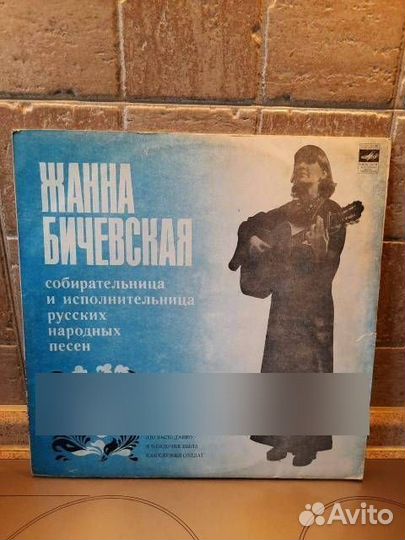 ЖАННА
БИЧЕВСКАЯ
собирательница
и исполнительница
русских
народных
песен
Avito